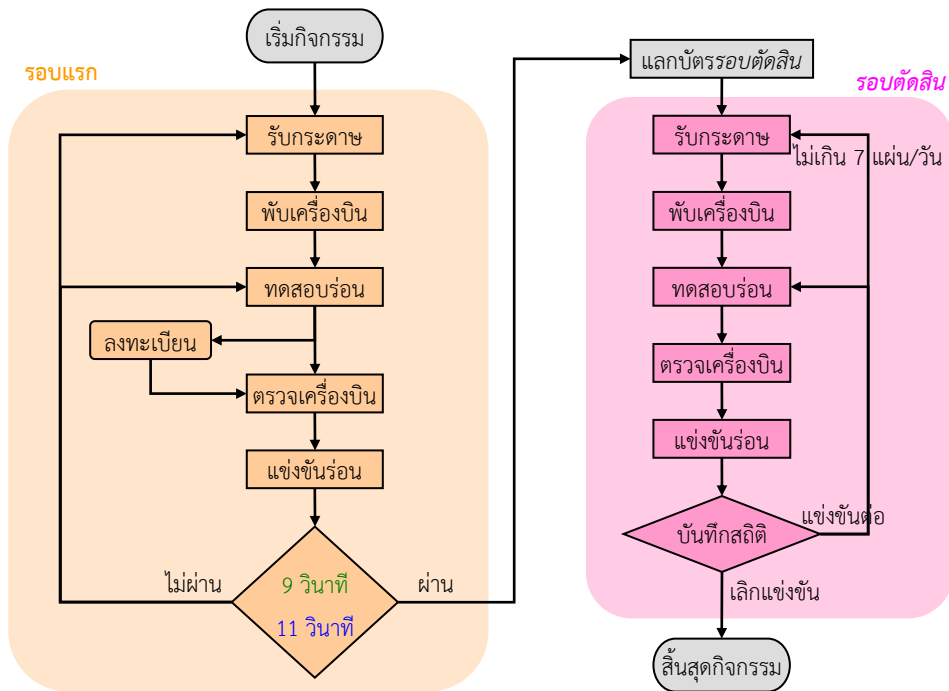 เริ่มกิจกรรม
รอบแรก
รับกระดาษ
พับเครื่องบิน
ทดสอบร่อน
ลงทะเบียน
ตรวจเครื่องบิน
แข่งขันร่อน
ไม่ผ่าน
9 วินาที
11 วินาที
ผ่าน
แลกบัตรรอบตัดสิน
รอบตัดสิน
รับกระดาษ
ไม่เกิน 7 แผ่น/วัน
พับเครื่องบิน
ทดสอบร่อน
ตรวจเครื่องบิน
แข่งขันร่อน
แข่งขันต่อ
บันทึกสถิติ
เลิกแข่งขัน
สิ้นสุดกิจกรรม